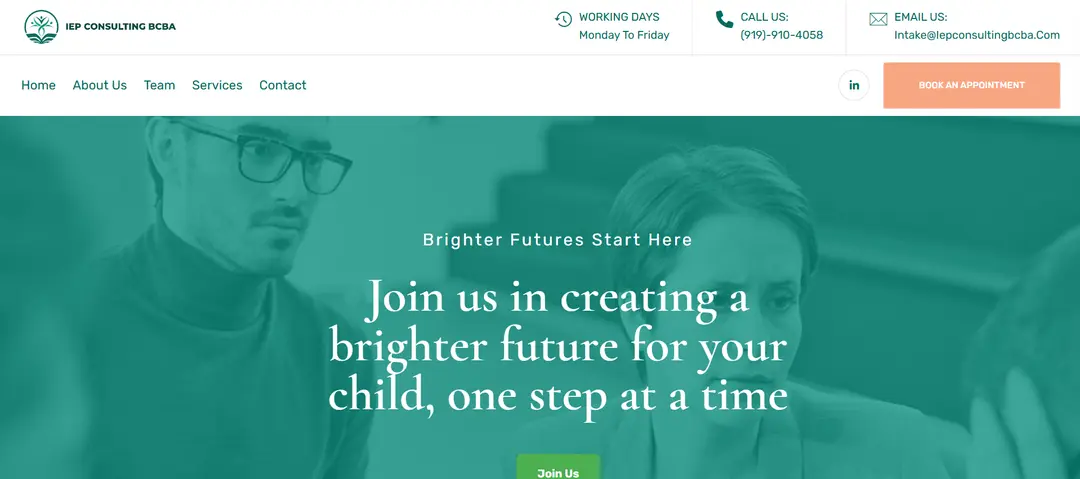 IEP CONSULTING BCBA
WORKING DAYS
Monday To Friday
CALL US:
(919)-910-4058
EMAIL US:
Intake@Iepconsultingbcba.Com
Home
About Us
Team
Services
Contact
in
BOOK AN APPOINTMENT
Brighter Futures Start Here
Join us in creating a
brighter future for your
child, one step at a time
Join Us